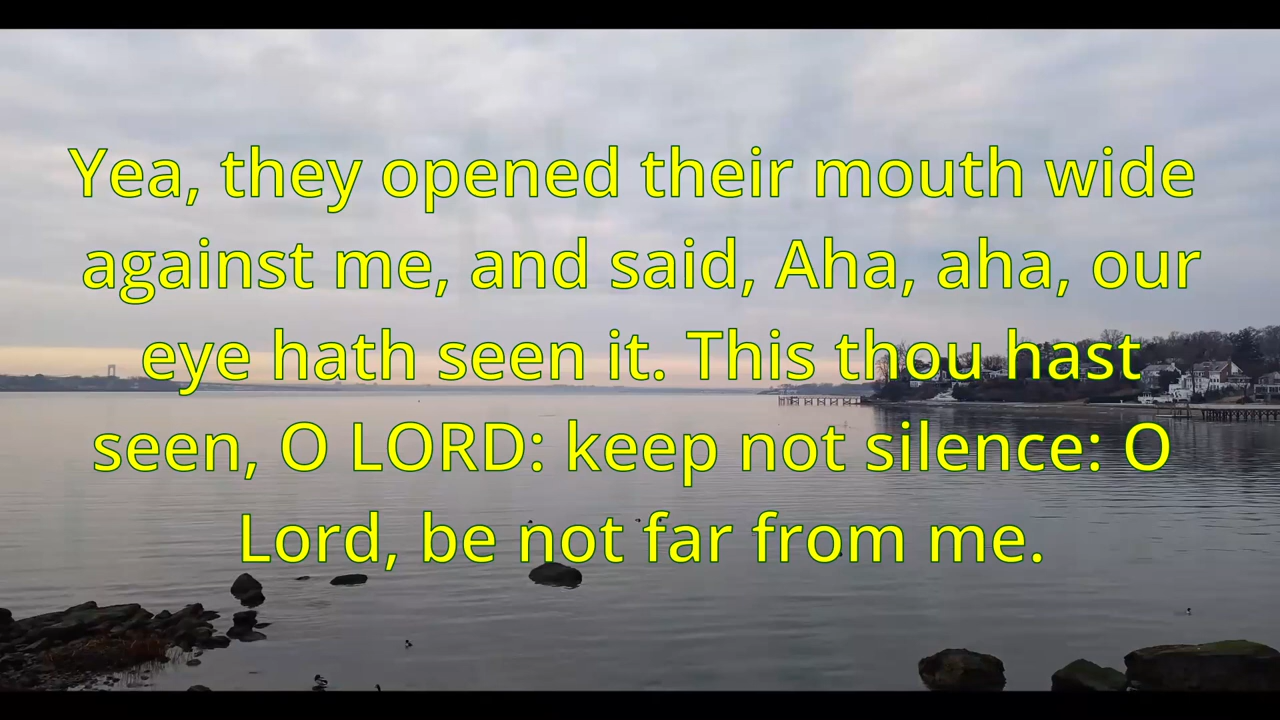 Yea, they opened their mouth wide
against me, and said, Aha, aha, our
eye hath seen it. This thou hast
seen, O LORD: keep not silence: O
Lord, be not far from me.